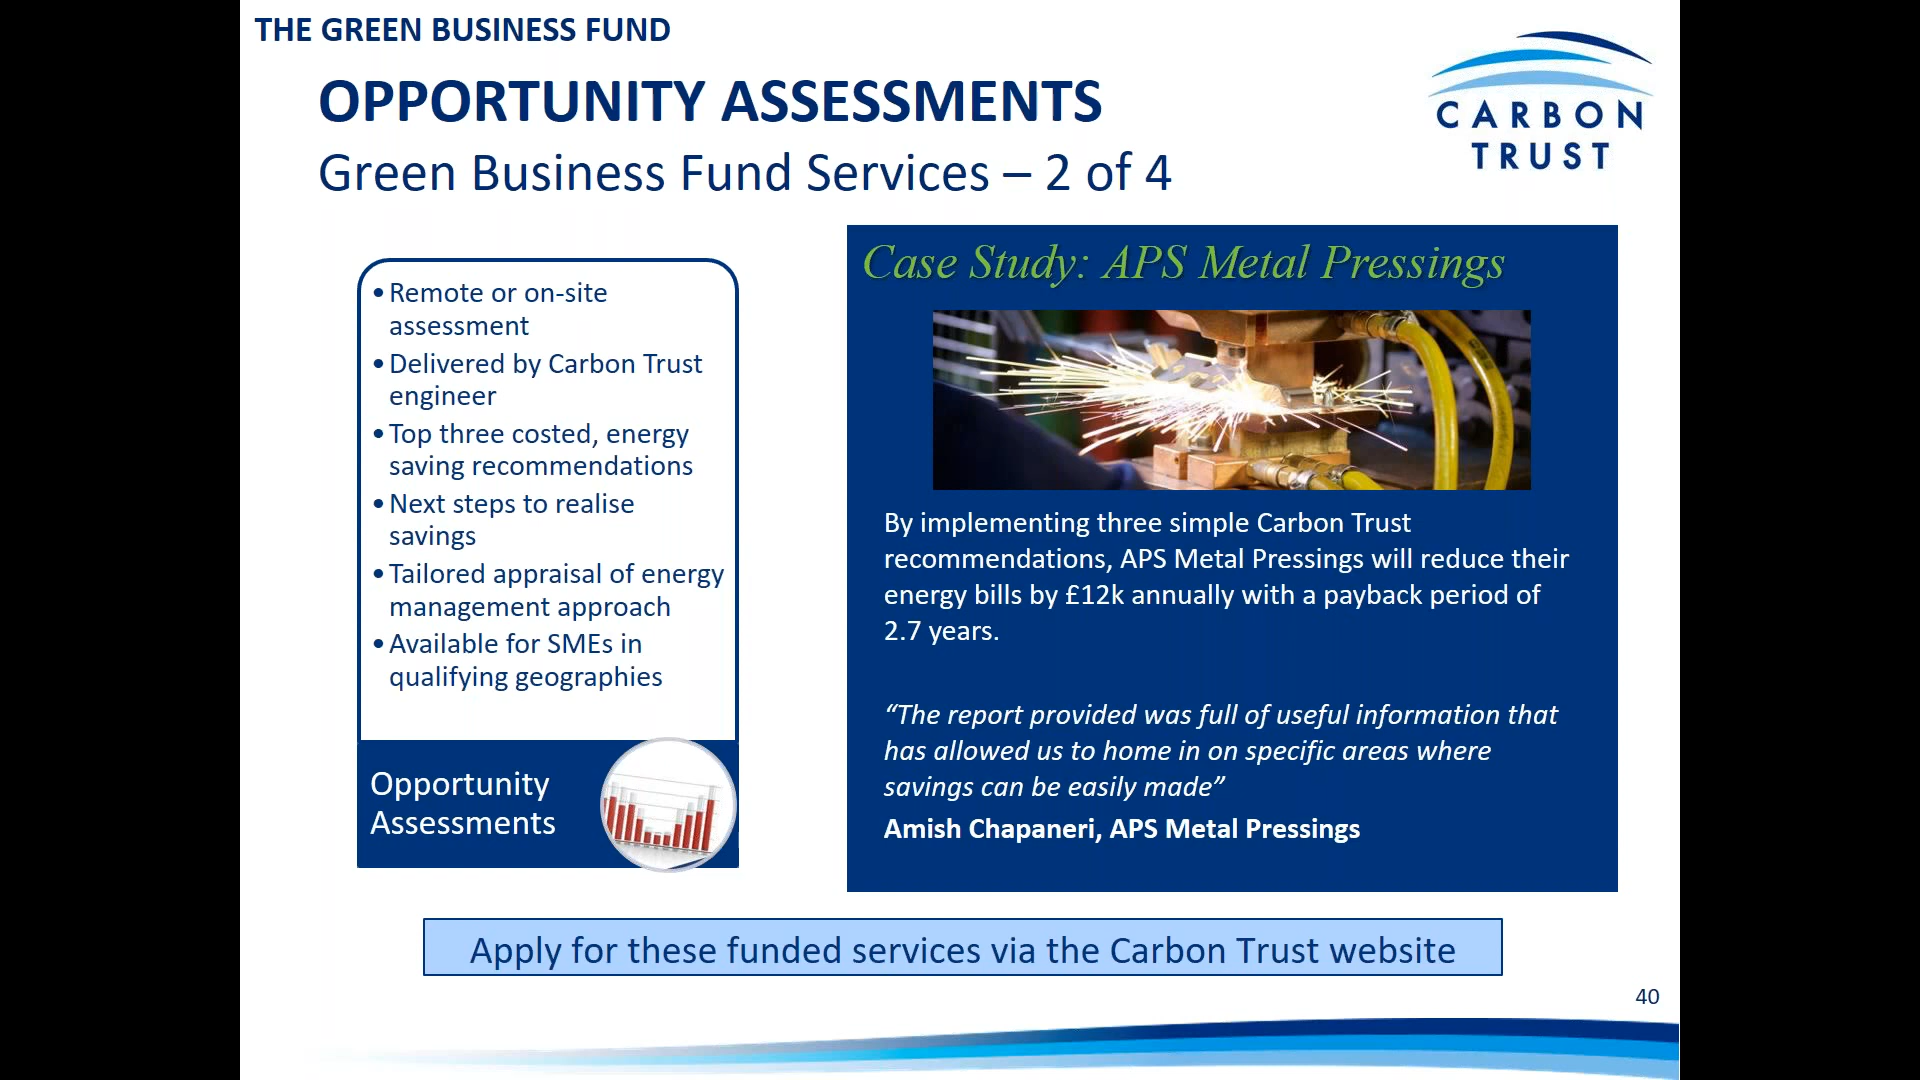 THE GREEN BUSINESS FUND
OPPORTUNITY ASSESSMENTS
Green Business Fund Services – 2 of 4
CARBON
TRUST
•Remote or on-site
assessment
•Delivered by Carbon Trust
engineer
•Top three costed, energy
saving recommendations
•Next steps to realise
savings
•Tailored appraisal of energy
management approach
•Available for SMEs in
qualifying geographies
Opportunity
Assessments
Case Study: APS Metal Pressings
By implementing three simple Carbon Trust
recommendations, APS Metal Pressings will reduce their
energy bills by £12k annually with a payback period of
2.7 years.
“The report provided was full of useful information that
has allowed us to home in on specific areas where
savings can be easily made”
Amish Chapaneri, APS Metal Pressings
Apply for these funded services via the Carbon Trust website
40